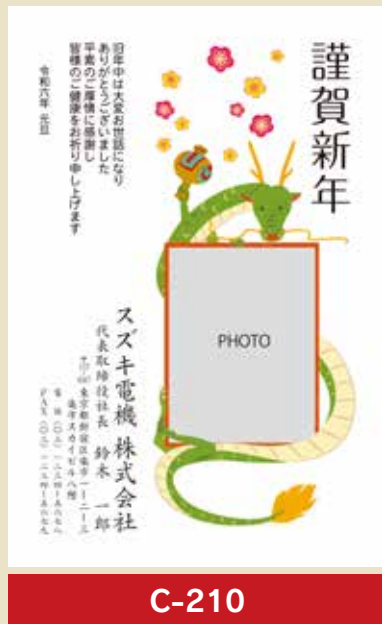 謹賀新年
旧年中は大変お世話になり
ありがとうございました
平素のご厚情に感謝し
皆様のご健康をお祈り申し上げます
令和六年 元旦
PHOTO
スズキ電機 株式会社
代表取締役社長 鈴木 一郎
C-210